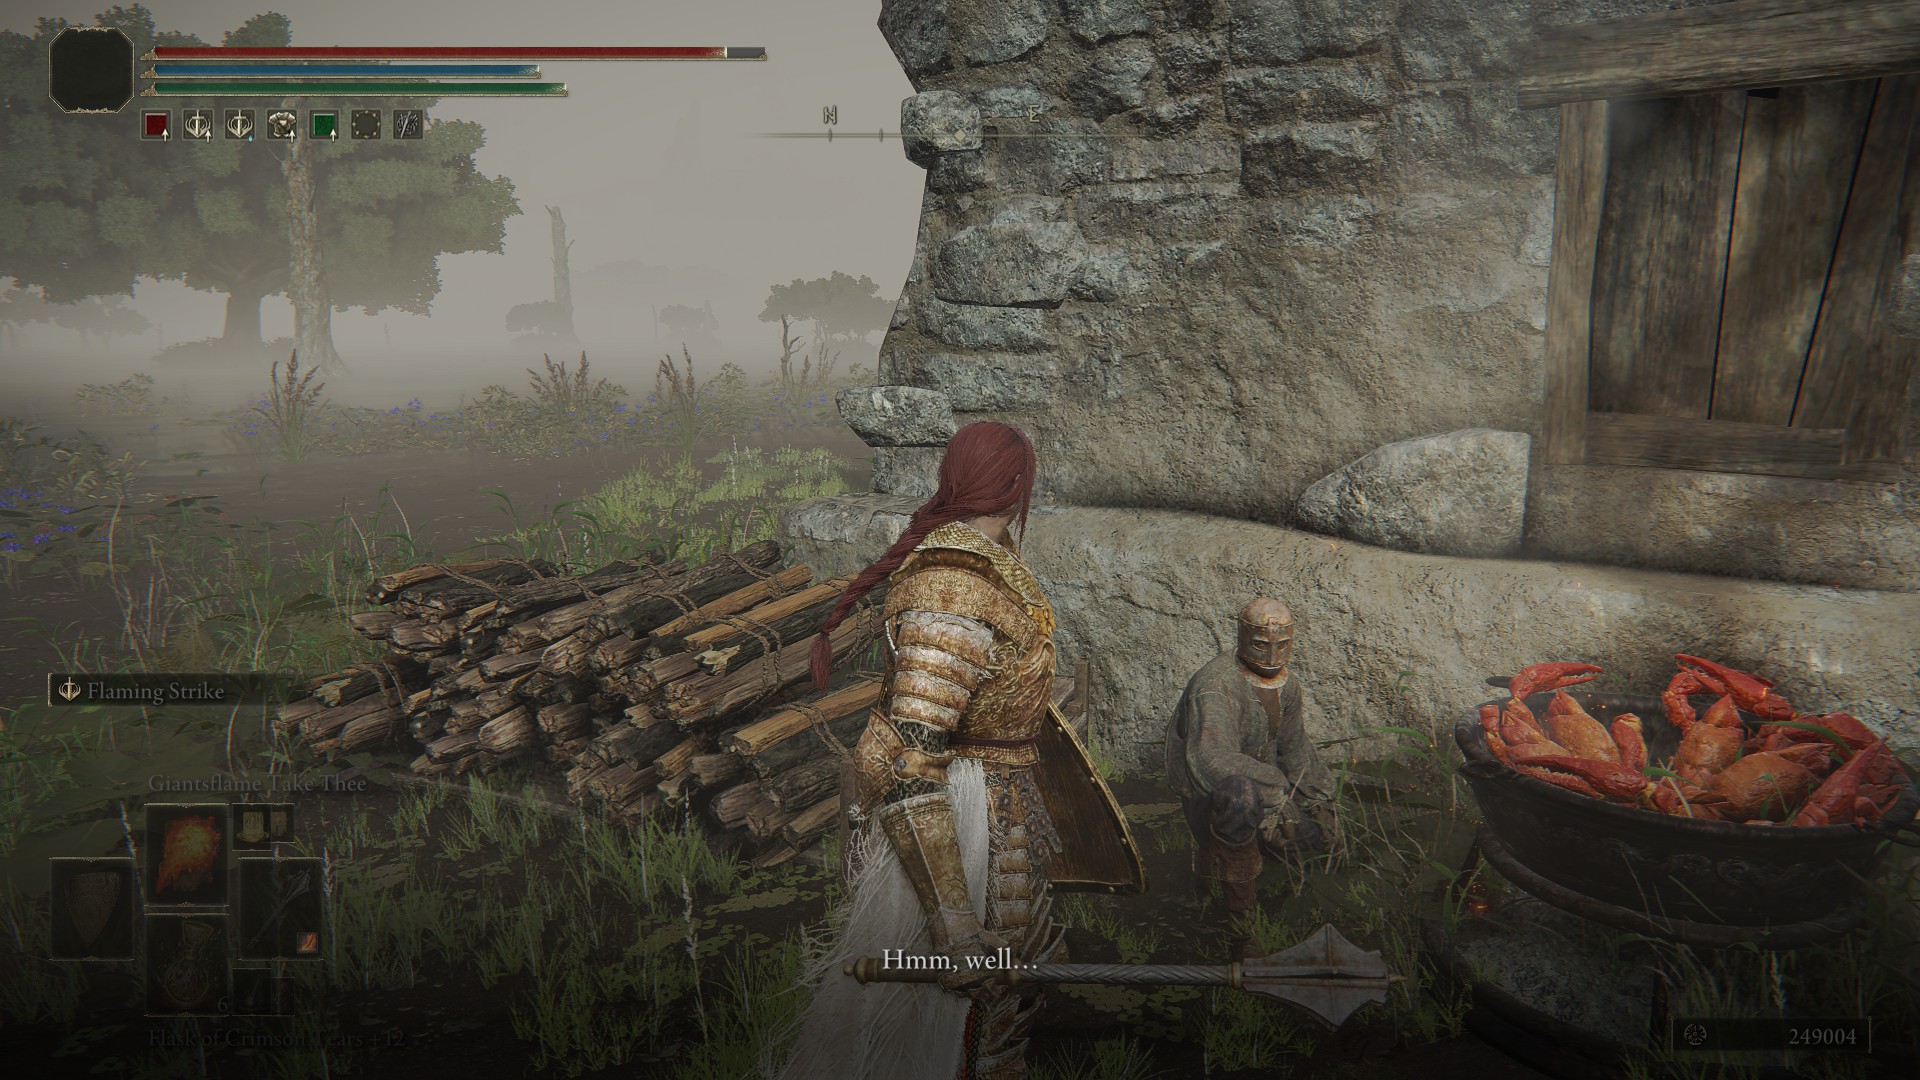 N
E
Flaming Strike
Giantsflame Take Thee
6
Flask of Crimson Tears +12
Hmm, well...
249004